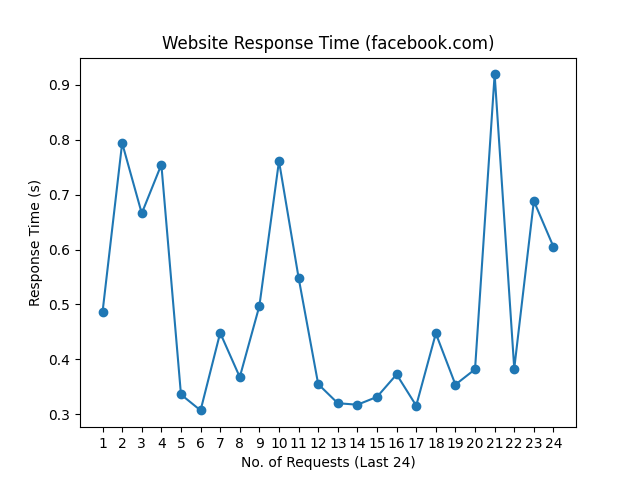 Website Response Time (facebook.com)
Response Time (s)
0.9
0.8
0.7
0.6
0.5
0.4
0.3
1 2 3 4 5 6 7 8 9 10 11 12 13 14 15 16 17 18 19 20 21 22 23 24
No. of Requests (Last 24)